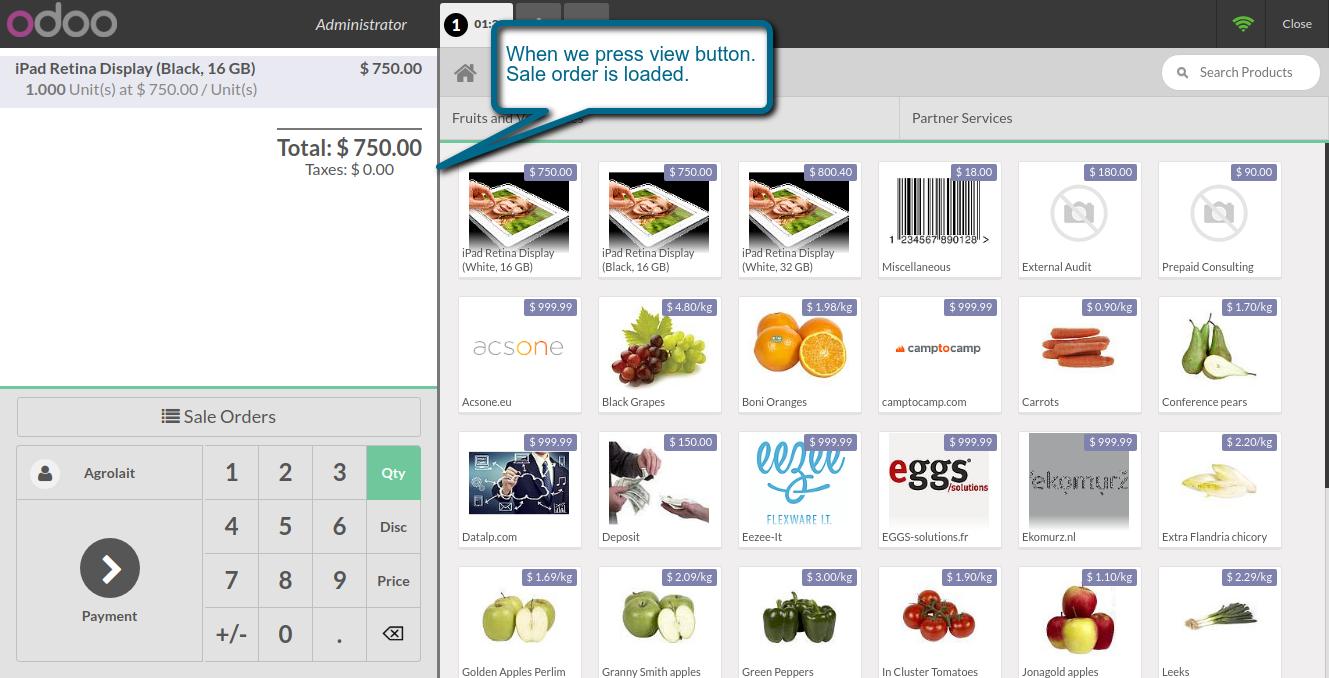 odoo
Administrator
1 01:
Close
When we press view button.
Sale order is loaded.
Search Products
iPad Retina Display (Black, 16 GB) $ 750.00
1.000 Unit(s) at $ 750.00 / Unit(s)
Total: $ 750.00
Taxes: $ 0.00
Fruits and
Partner Services
$ 750.00
iPad Retina Display
(White, 16 GB)
$ 750.00
iPad Retina Display
(Black, 16 GB)
$ 800.40
iPad Retina Display
(White, 32 GB)
$ 18.00
1 234567 890128 >
Miscellaneous
$ 180.00
External Audit
$ 90.00
Prepaid Consulting
$ 999.99
acsone
Acsone.eu
$ 4.80/kg
Black Grapes
$ 1.98/kg
Boni Oranges
$ 999.99
camptocamp
camptocamp.com
$ 0.90/kg
Carrots
$ 1.70/kg
Conference pears
$ 999.99
Datalp.com
$ 150.00
Deposit
$ 999.99
eezee
FLEXWARE I.T.
Eezee-It
$ 999.99
eggs
/solutions
EGGS-solutions.fr
$ 999.99
ekomurz
Ekomurz.nl
$ 2.20/kg
Extra Flandria chicory
$ 1.69/kg
Golden Apples Perlim
$ 2.09/kg
Granny Smith apples
$ 3.00/kg
Green Peppers
$ 1.90/kg
In Cluster Tomatoes
$ 1.10/kg
Jonagold apples
$ 2.29/kg
Leeks
Sale Orders
Agrolait
Payment
1 2 3 Qty
4 5 6 Disc
7 8 9 Price
+/- 0 .